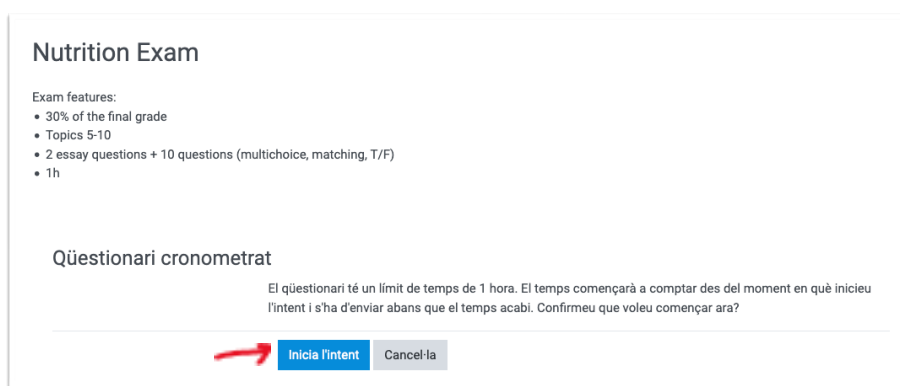 Nutrition Exam
Exam features:
• 30% of the final grade
• Topics 5-10
• 2 essay questions + 10 questions (multichoice, matching, T/F)
• 1h
Qüestionari cronometrat
El qüestionari té un límit de temps de 1 hora. El temps començarà a comptar des del moment en què inicieu
l'intent i s'ha d'enviar abans que el temps acabi. Confirmeu que voleu començar ara?
Inicia l'intent Cancel·la